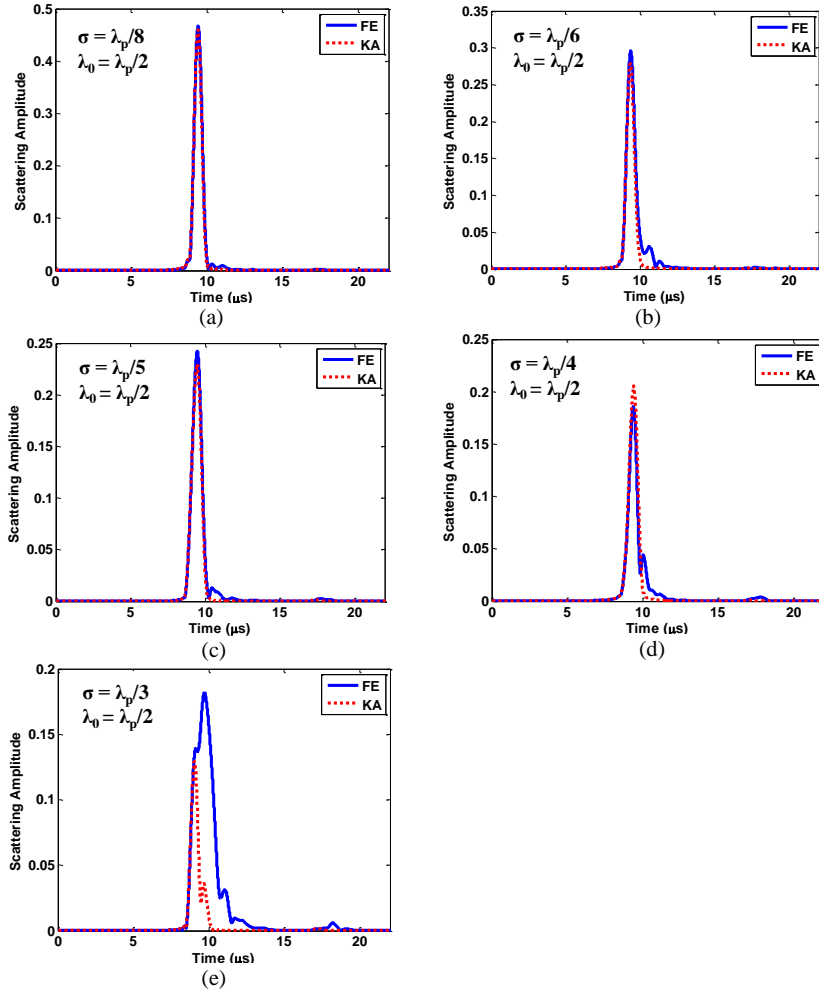 0.5
0.4
0.3
0.2
0.1
0
Scattering Amplitude
σ = λp/8
λ0 = λp/2
FE
KA
0 5 10 15 20
Time (μs)
(a)
0.35
0.3
0.25
0.2
0.15
0.1
0.05
0
Scattering Amplitude
σ = λp/6
λ0 = λp/2
FE
KA
0 5 10 15 20
Time (μs)
(b)
0.25
0.2
0.15
0.1
0.05
0
Scattering Amplitude
σ = λp/5
λ0 = λp/2
FE
KA
0 5 10 15 20
Time (μs)
(c)
0.25
0.2
0.15
0.1
0.05
0
Scattering Amplitude
σ = λp/4
λ0 = λp/2
FE
KA
0 5 10 15 20
Time (μs)
(d)
0.2
0.15
0.1
0.05
0
Scattering Amplitude
σ = λp/3
λ0 = λp/2
FE
KA
0 5 10 15 20
Time (μs)
(e)